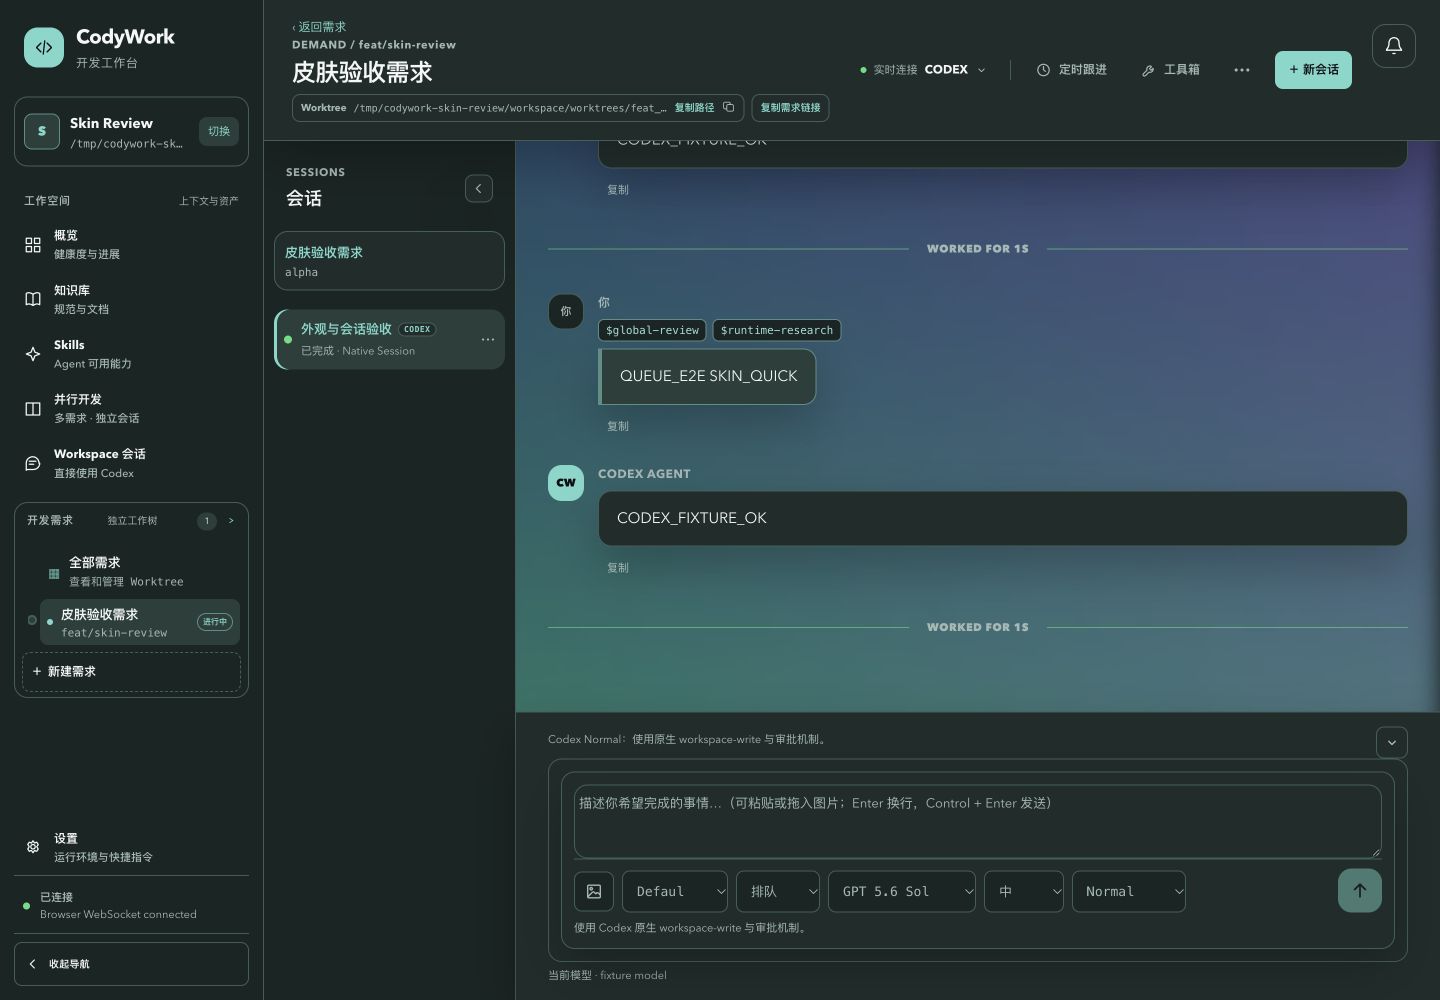 CodyWork
开发工作台
S
Skin Review
/tmp/codywork-sk…
切换
工作空间
上下文与资产
概览
健康度与进展
知识库
规范与文档
Skills
Agent 可用能力
并行开发
多需求 · 独立会话
Workspace 会话
直接使用 Codex
开发需求
独立工作树
1
>
全部需求
查看和管理 Worktree
皮肤验收需求
feat/skin-review
进行中
+ 新建需求
设置
运行环境与快捷指令
已连接
Browser WebSocket connected
收起导航
‹ 返回需求
DEMAND / feat/skin-review
皮肤验收需求
Worktree /tmp/codywork-skin-review/workspace/worktrees/feat_… 复制路径
复制需求链接
实时连接 CODEX
定时跟进
工具箱
+ 新会话
SESSIONS
会话
皮肤验收需求
alpha
外观与会话验收 CODEX
已完成 · Native Session
CODEX_FIXTURE_OK
复制
WORKED FOR 1S
你
你
$global-review
$runtime-research
QUEUE_E2E SKIN_QUICK
复制
CW
CODEX AGENT
CODEX_FIXTURE_OK
复制
WORKED FOR 1S
Codex Normal：使用原生 workspace-write 与审批机制。
描述你希望完成的事情…（可粘贴或拖入图片；Enter 换行，Control + Enter 发送）
Defaul
排队
GPT 5.6 Sol
中
Normal
使用 Codex 原生 workspace-write 与审批机制。
当前模型 · fixture model